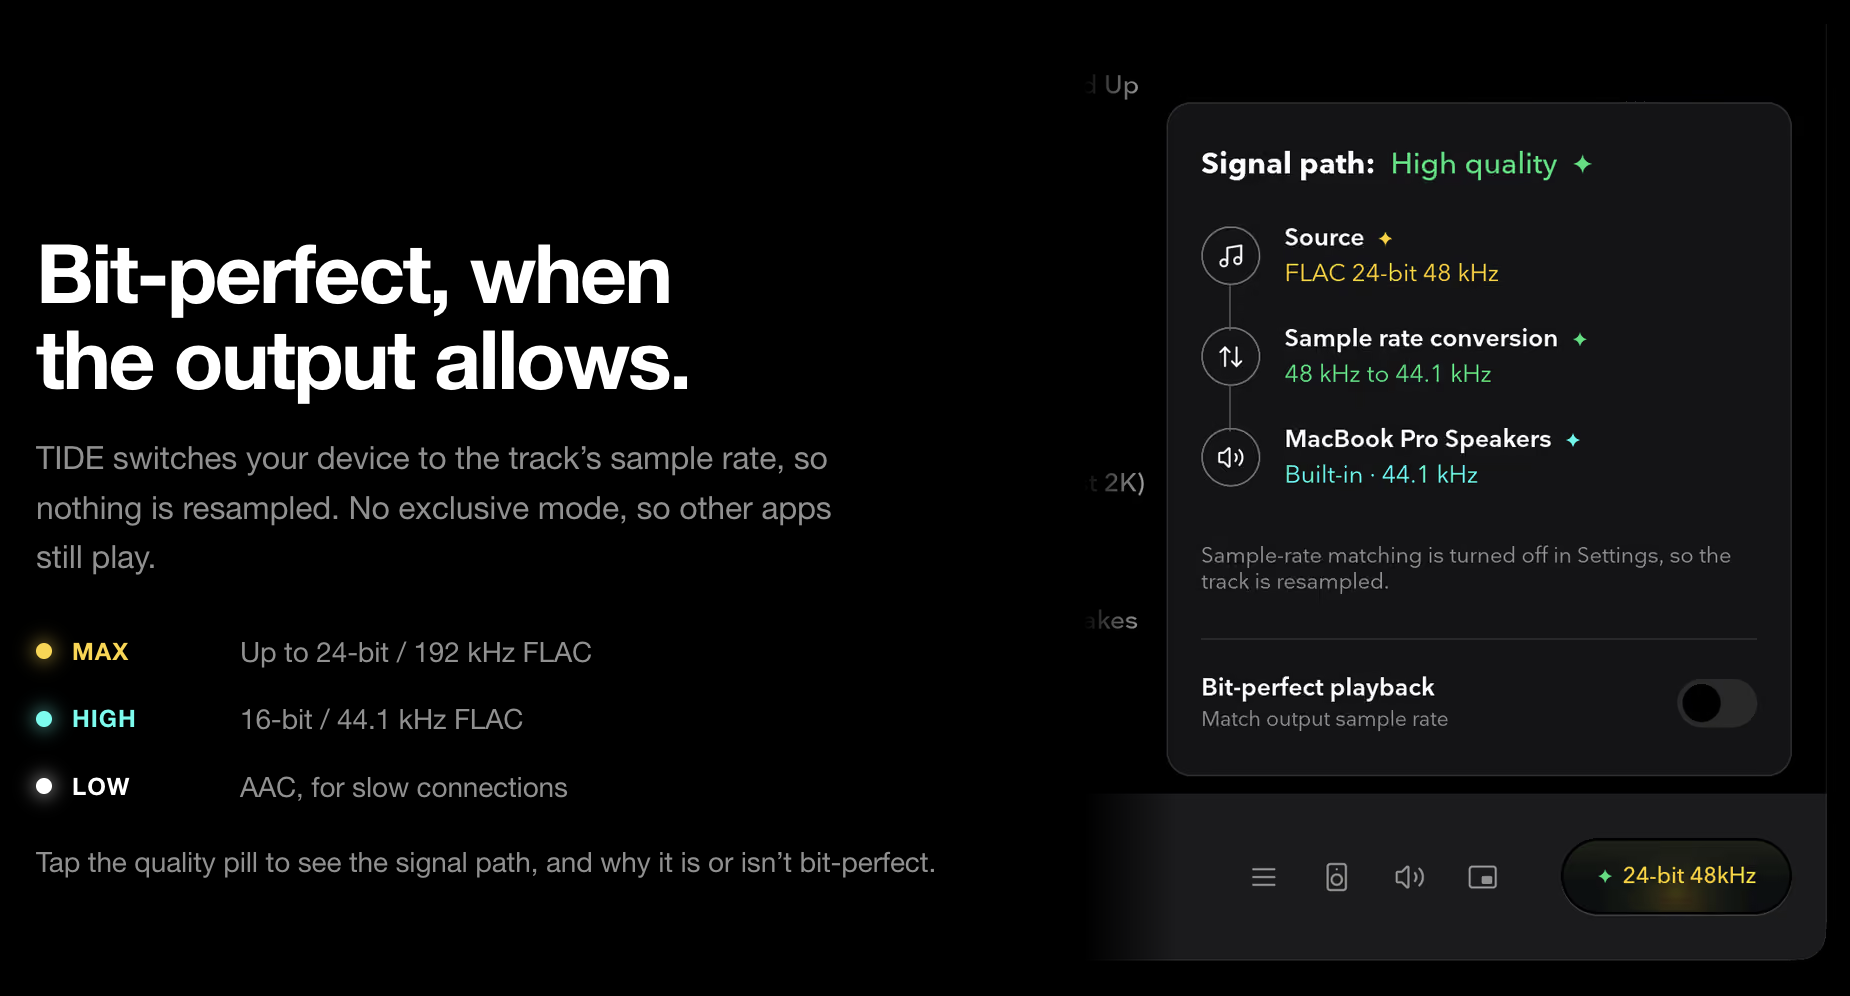 Bit-perfect, when
the output allows.
TIDE switches your device to the track’s sample rate, so
nothing is resampled. No exclusive mode, so other apps
still play.
MAX Up to 24-bit / 192 kHz FLAC
HIGH 16-bit / 44.1 kHz FLAC
LOW AAC, for slow connections
Tap the quality pill to see the signal path, and why it is or isn’t bit-perfect.
Up
2K)
Signal path: High quality
Source
FLAC 24-bit 48 kHz
Sample rate conversion
48 kHz to 44.1 kHz
MacBook Pro Speakers
Built-in · 44.1 kHz
Sample-rate matching is turned off in Settings, so the
track is resampled.
Bit-perfect playback
Match output sample rate
24-bit 48kHz